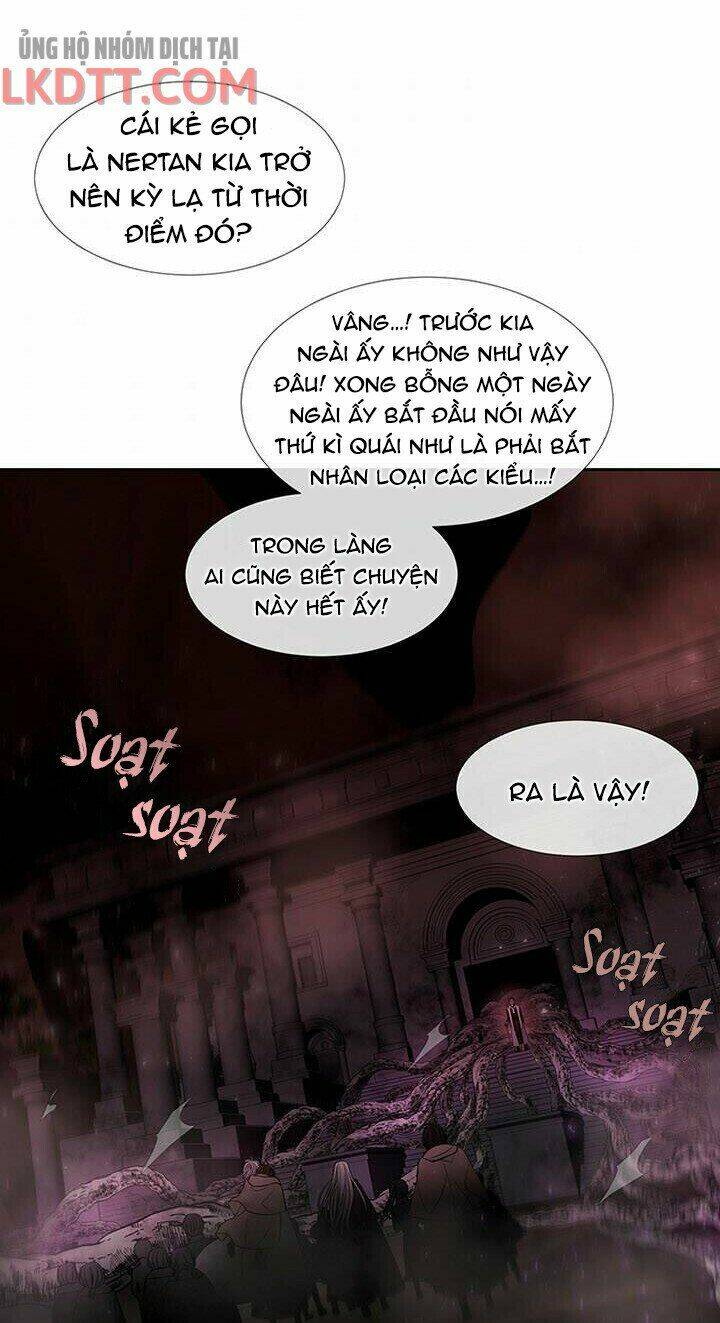 ỦNG HỘ NHÓM DỊCH TẠI
LKDTT.COM
CÁI KẺ GỌI
LÀ NERTAN KIA TRỞ
NÊN KỲ LẠ TỪ THỜI
ĐIỂM ĐÓ?
VÂNG...! TRƯỚC KIA
NGÀI ẤY KHÔNG NHƯ VẬY
ĐÂU! XONG BỖNG MỘT NGÀY
NGÀI ẤY BẮT ĐẦU NÓI MẤY
THỨ KÌ QUÁI NHƯ LÀ PHẢI BẮT
NHÂN LOẠI CÁC KIỂU...!
TRONG LÀNG
AI CŨNG BIẾT CHUYỆN
NÀY HẾT ẤY!
Soạt
soạt
RA LÀ VẬY!
Soạt
soạt